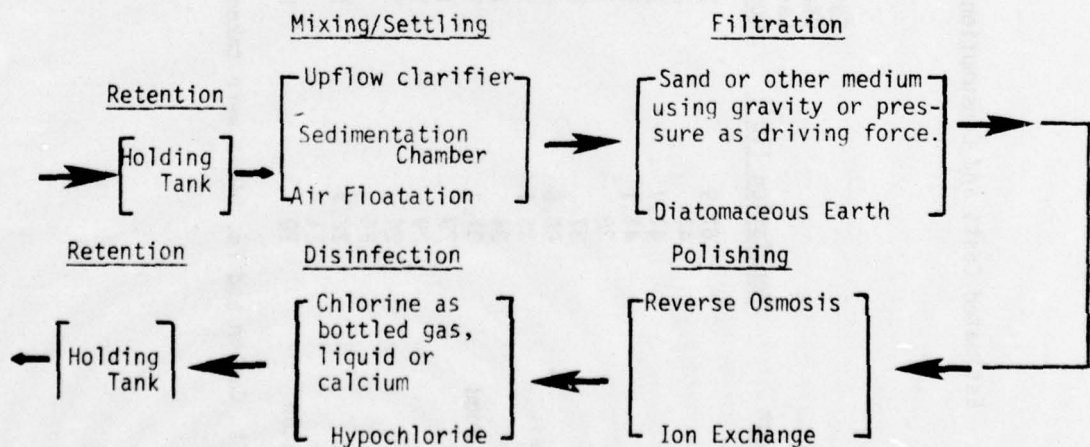 Mixing/Settling
Filtration
Retention
Holding
Tank
Upflow clarifier
Sedimentation
Chamber
Air Floatation
Sand or other medium
using gravity or pres-
sure as driving force.
Diatomaceous Earth
Retention
Disinfection
Polishing
Holding
Tank
Chlorine as
bottled gas,
liquid or
calcium
Hypochloride
Reverse Osmosis
Ion Exchange